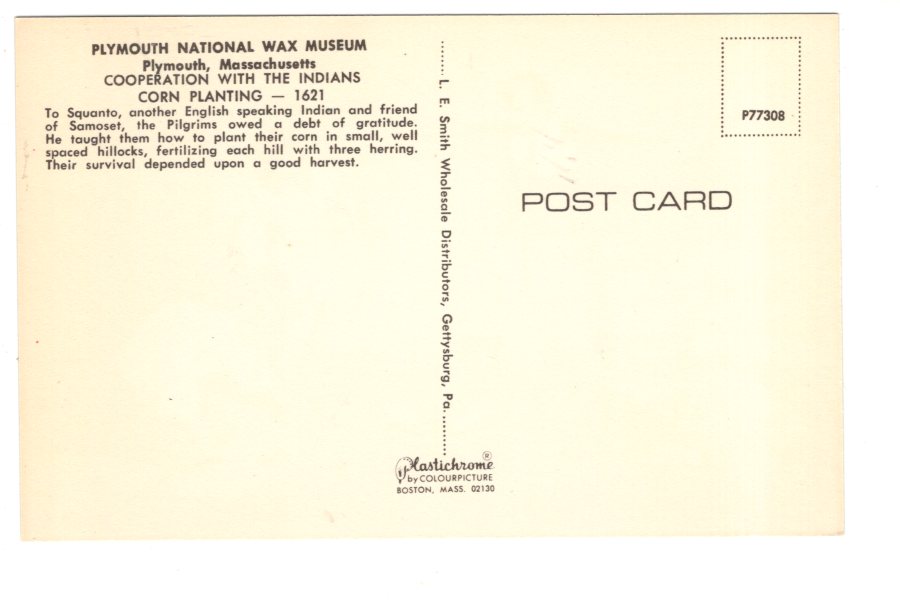 PLYMOUTH NATIONAL WAX MUSEUM
Plymouth, Massachusetts
COOPERATION WITH THE INDIANS
CORN PLANTING — 1621
To Squanto, another English speaking Indian and friend
of Samoset, the Pilgrims owed a debt of gratitude.
He taught them how to plant their corn in small, well
spaced hillocks, fertilizing each hill with three herring.
Their survival depended upon a good harvest.
L. E. Smith Wholesale Distributors, Gettysburg, Pa.
Plastichrome ®
by COLOURPICTURE
BOSTON, MASS. 02130
P77308
POST CARD